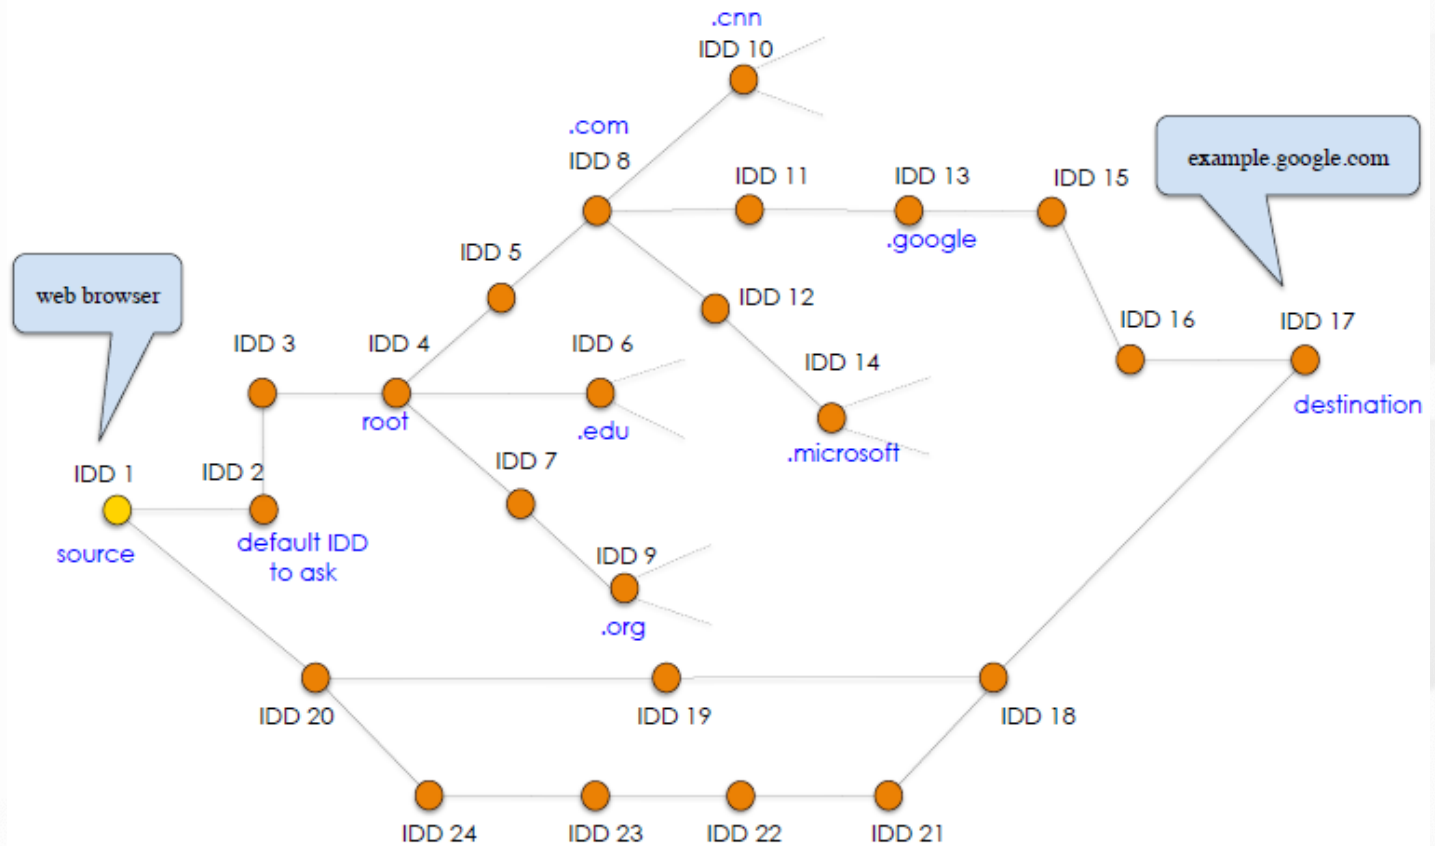 .cnn
IDD 10
.com
IDD 8
IDD 11
IDD 13
IDD 15
example.google.com
.google
IDD 5
web browser
IDD 12
IDD 3
IDD 4
IDD 6
IDD 16
IDD 17
IDD 14
root
.edu
destination
.microsoft
IDD 1
IDD 2
IDD 7
source
default IDD
to ask
IDD 9
.org
IDD 20
IDD 19
IDD 18
IDD 24
IDD 23
IDD 22
IDD 21